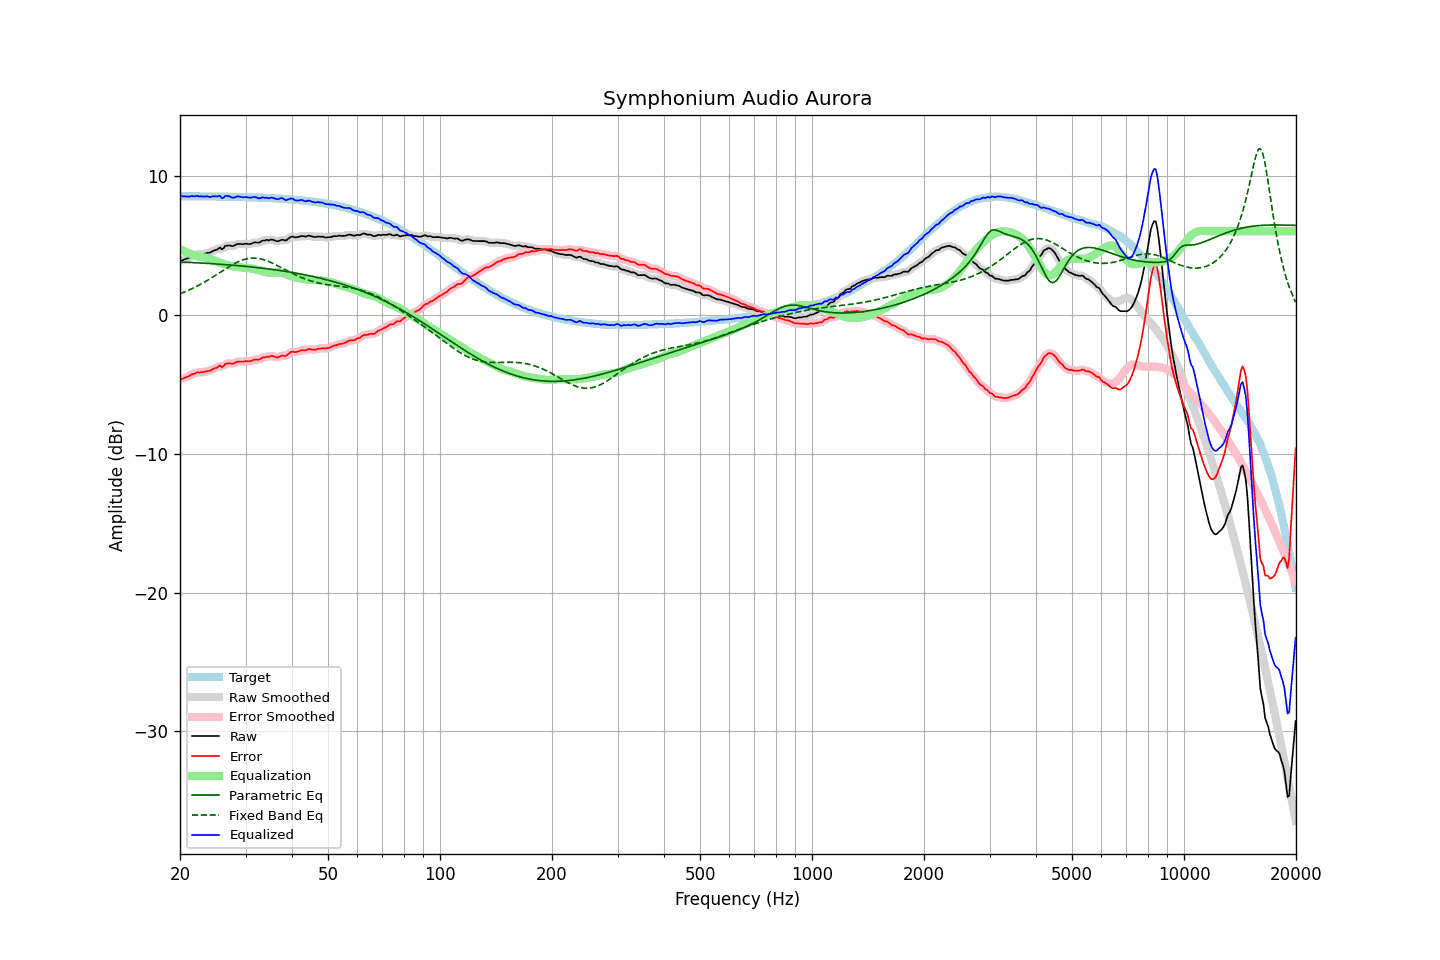 Symphonium Audio Aurora
Amplitude (dBr)
10
0
−10
−20
−30
Target
Raw Smoothed
Error Smoothed
Raw
Error
Equalization
Parametric Eq
Fixed Band Eq
Equalized
20 50 100 200 500 1000 2000 5000 10000 20000
Frequency (Hz)